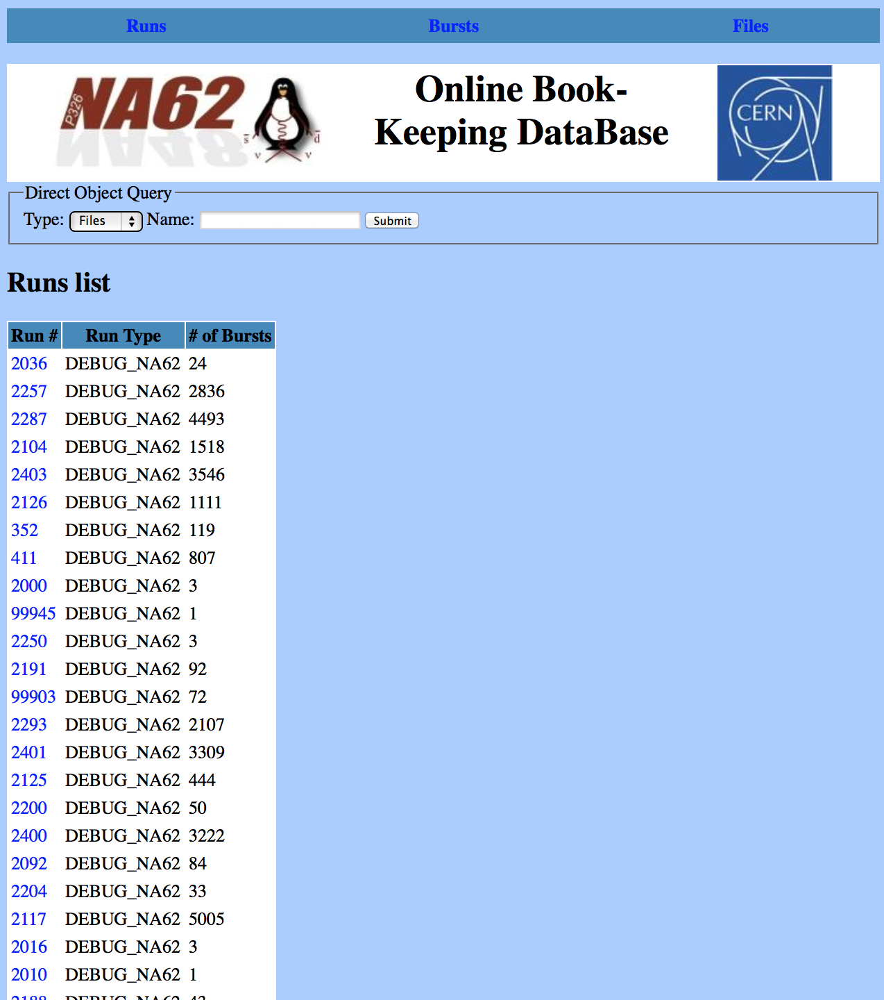 Runs Bursts Files
P326 NA62
s d
ν ν
Online Book-
Keeping DataBase
CERN
Direct Object Query
Type: Files Name: Submit
Runs list
Run # Run Type # of Bursts
2036 DEBUG_NA62 24
2257 DEBUG_NA62 2836
2287 DEBUG_NA62 4493
2104 DEBUG_NA62 1518
2403 DEBUG_NA62 3546
2126 DEBUG_NA62 1111
352 DEBUG_NA62 119
411 DEBUG_NA62 807
2000 DEBUG_NA62 3
99945 DEBUG_NA62 1
2250 DEBUG_NA62 3
2191 DEBUG_NA62 92
99903 DEBUG_NA62 72
2293 DEBUG_NA62 2107
2401 DEBUG_NA62 3309
2125 DEBUG_NA62 444
2200 DEBUG_NA62 50
2400 DEBUG_NA62 3222
2092 DEBUG_NA62 84
2204 DEBUG_NA62 33
2117 DEBUG_NA62 5005
2016 DEBUG_NA62 3
2010 DEBUG_NA62 1